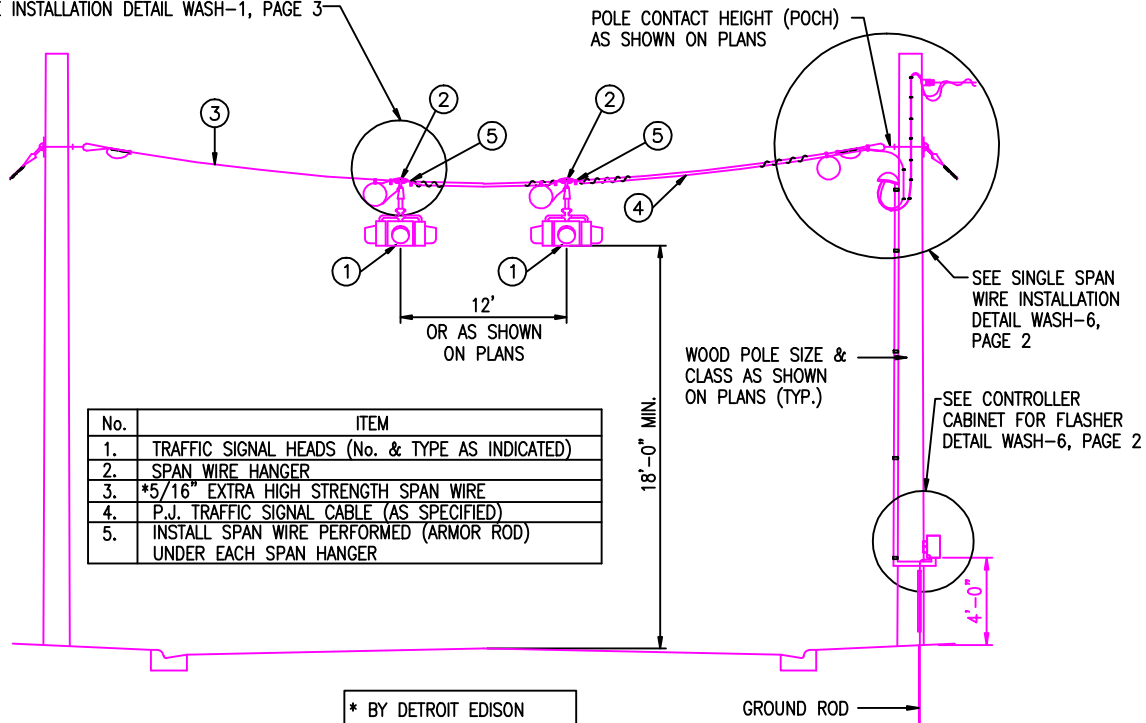 INSTALLATION DETAIL WASH-1, PAGE 3
POLE CONTACT HEIGHT (POCH)
AS SHOWN ON PLANS
3
2
5
2
5
4
1
1
12'
OR AS SHOWN
ON PLANS
SEE SINGLE SPAN
WIRE INSTALLATION
DETAIL WASH-6,
PAGE 2
WOOD POLE SIZE &
CLASS AS SHOWN
ON PLANS (TYP.)
SEE CONTROLLER
CABINET FOR FLASHER
DETAIL WASH-6, PAGE 2
18'-0" MIN.
No. ITEM
1. TRAFFIC SIGNAL HEADS (No. & TYPE AS INDICATED)
2. SPAN WIRE HANGER
3. *5/16" EXTRA HIGH STRENGTH SPAN WIRE
4. P.J. TRAFFIC SIGNAL CABLE (AS SPECIFIED)
5. INSTALL SPAN WIRE PERFORMED (ARMOR ROD)
UNDER EACH SPAN HANGER
4'-0"
* BY DETROIT EDISON
GROUND ROD